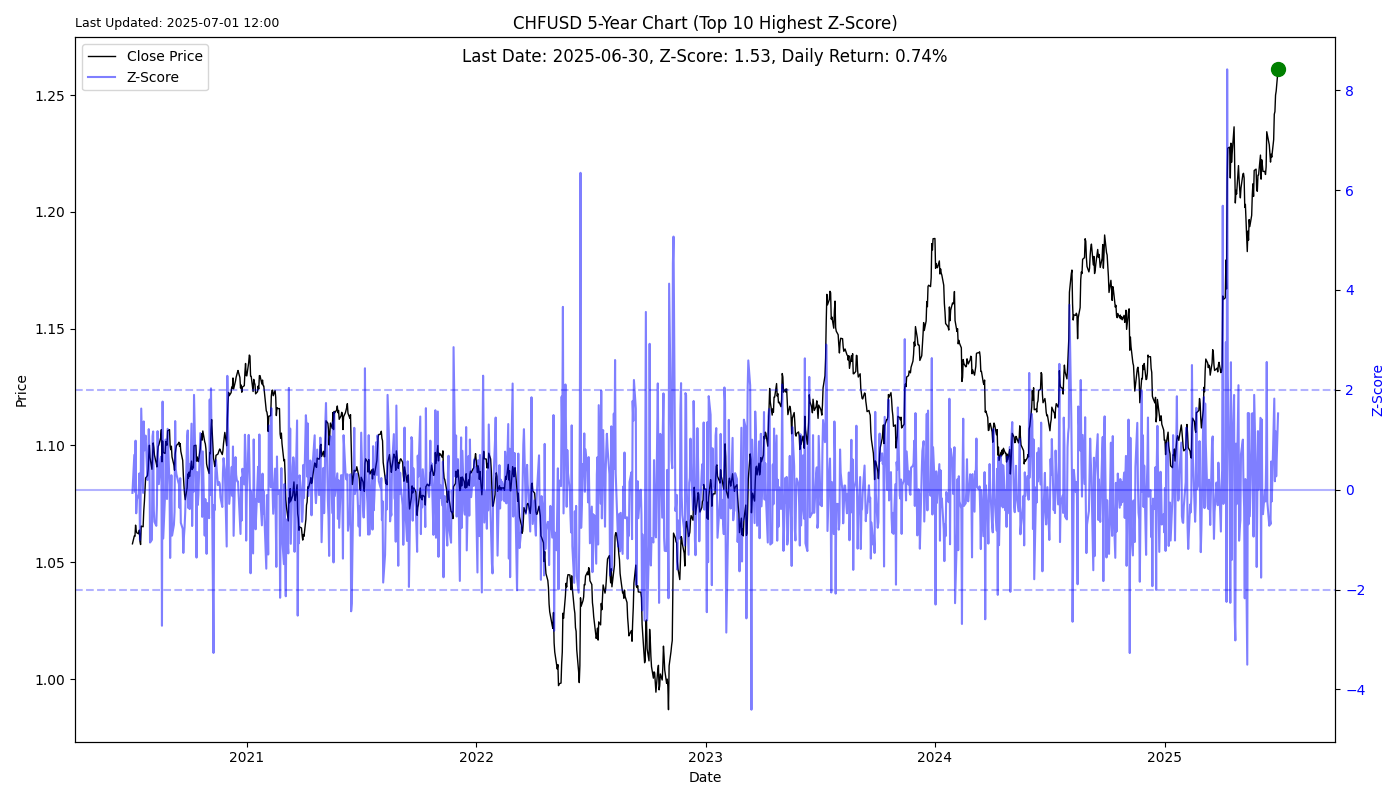 Last Updated: 2025-07-01 12:00
CHFUSD 5-Year Chart (Top 10 Highest Z-Score)
Last Date: 2025-06-30, Z-Score: 1.53, Daily Return: 0.74%
Close Price
Z-Score
Price
1.25
1.20
1.15
1.10
1.05
1.00
8
6
4
2
0
−2
−4
Z-Score
2021
2022
2023
2024
2025
Date